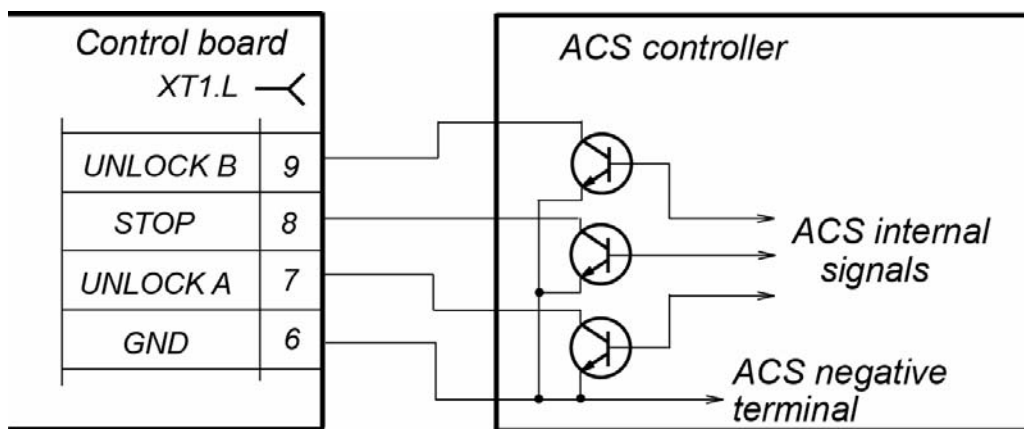 Control board
XT1.L
UNLOCK B 9
STOP 8
UNLOCK A 7
GND 6
ACS controller
ACS internal
signals
ACS negative
terminal